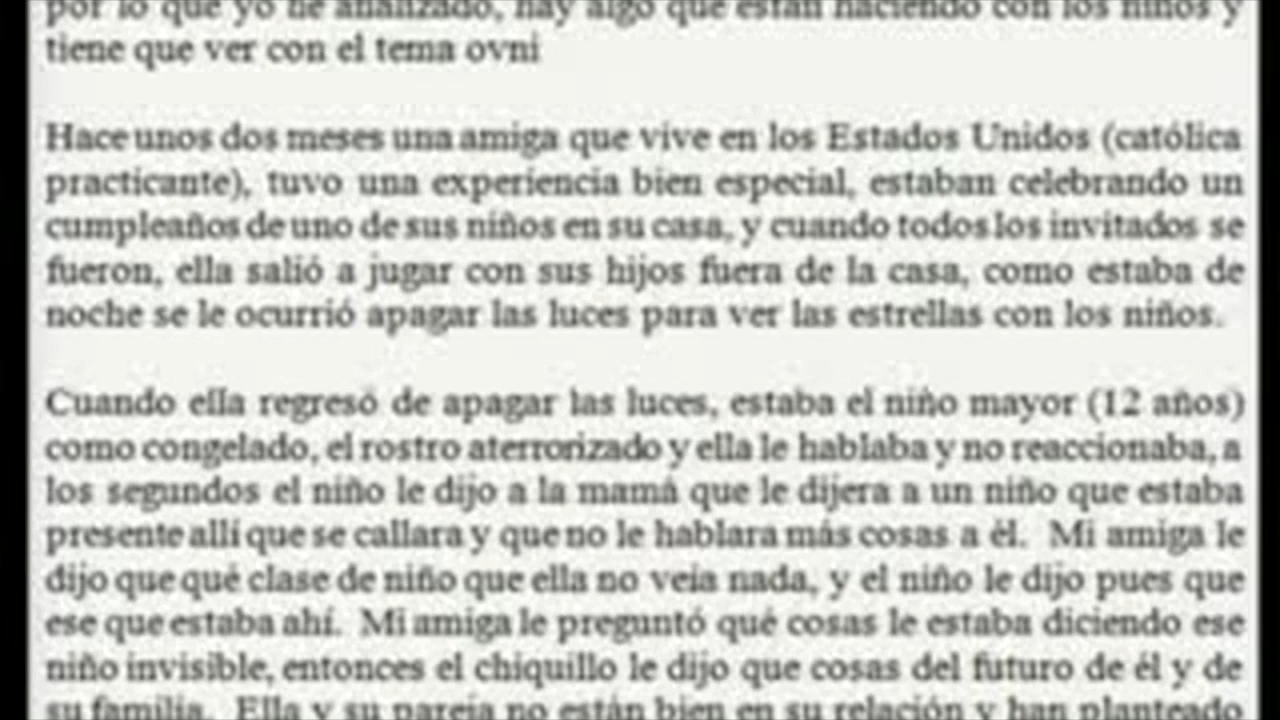 por lo que yo he analizado, hay algo que están haciendo con los niños y
tiene que ver con el tema ovni
Hace unos dos meses una amiga que vive en los Estados Unidos (católica
practicante), tuvo una experiencia bien especial, estaban celebrando un
cumpleaños de uno de sus niños en su casa, y cuando todos los invitados se
fueron, ella salió a jugar con sus hijos fuera de la casa, como estaba de
noche se le ocurrió apagar las luces para ver las estrellas con los niños.
Cuando ella regresó de apagar las luces, estaba el niño mayor (12 años)
como congelado, el rostro aterrorizado y ella le hablaba y no reaccionaba, a
los segundos el niño le dijo a la mamá que le dijera a un niño que estaba
presente allí que se callara y que no le hablara más cosas a él. Mi amiga le
dijo que qué clase de niño que ella no veía nada, y el niño le dijo pues que
ese que estaba ahí. Mi amiga le preguntó qué cosas le estaba diciendo ese
niño invisible, entonces el chiquillo le dijo que cosas del futuro de él y de
su familia. Ella y su pareja no están bien en su relación y han planteado